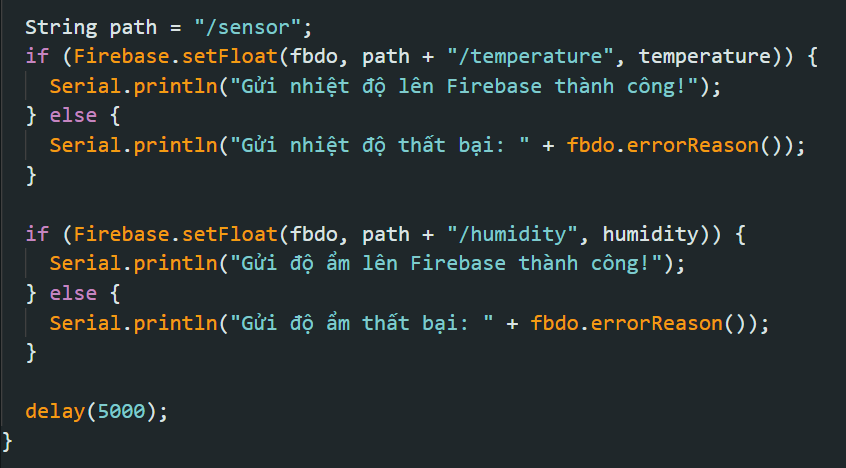 String path = "/sensor";
if (Firebase.setFloat(fbdo, path + "/temperature", temperature)) {
Serial.println("Gửi nhiệt độ lên Firebase thành công!");
} else {
Serial.println("Gửi nhiệt độ thất bại: " + fbdo.errorReason());
}
if (Firebase.setFloat(fbdo, path + "/humidity", humidity)) {
Serial.println("Gửi độ ẩm lên Firebase thành công!");
} else {
Serial.println("Gửi độ ẩm thất bại: " + fbdo.errorReason());
}
delay(5000);
}